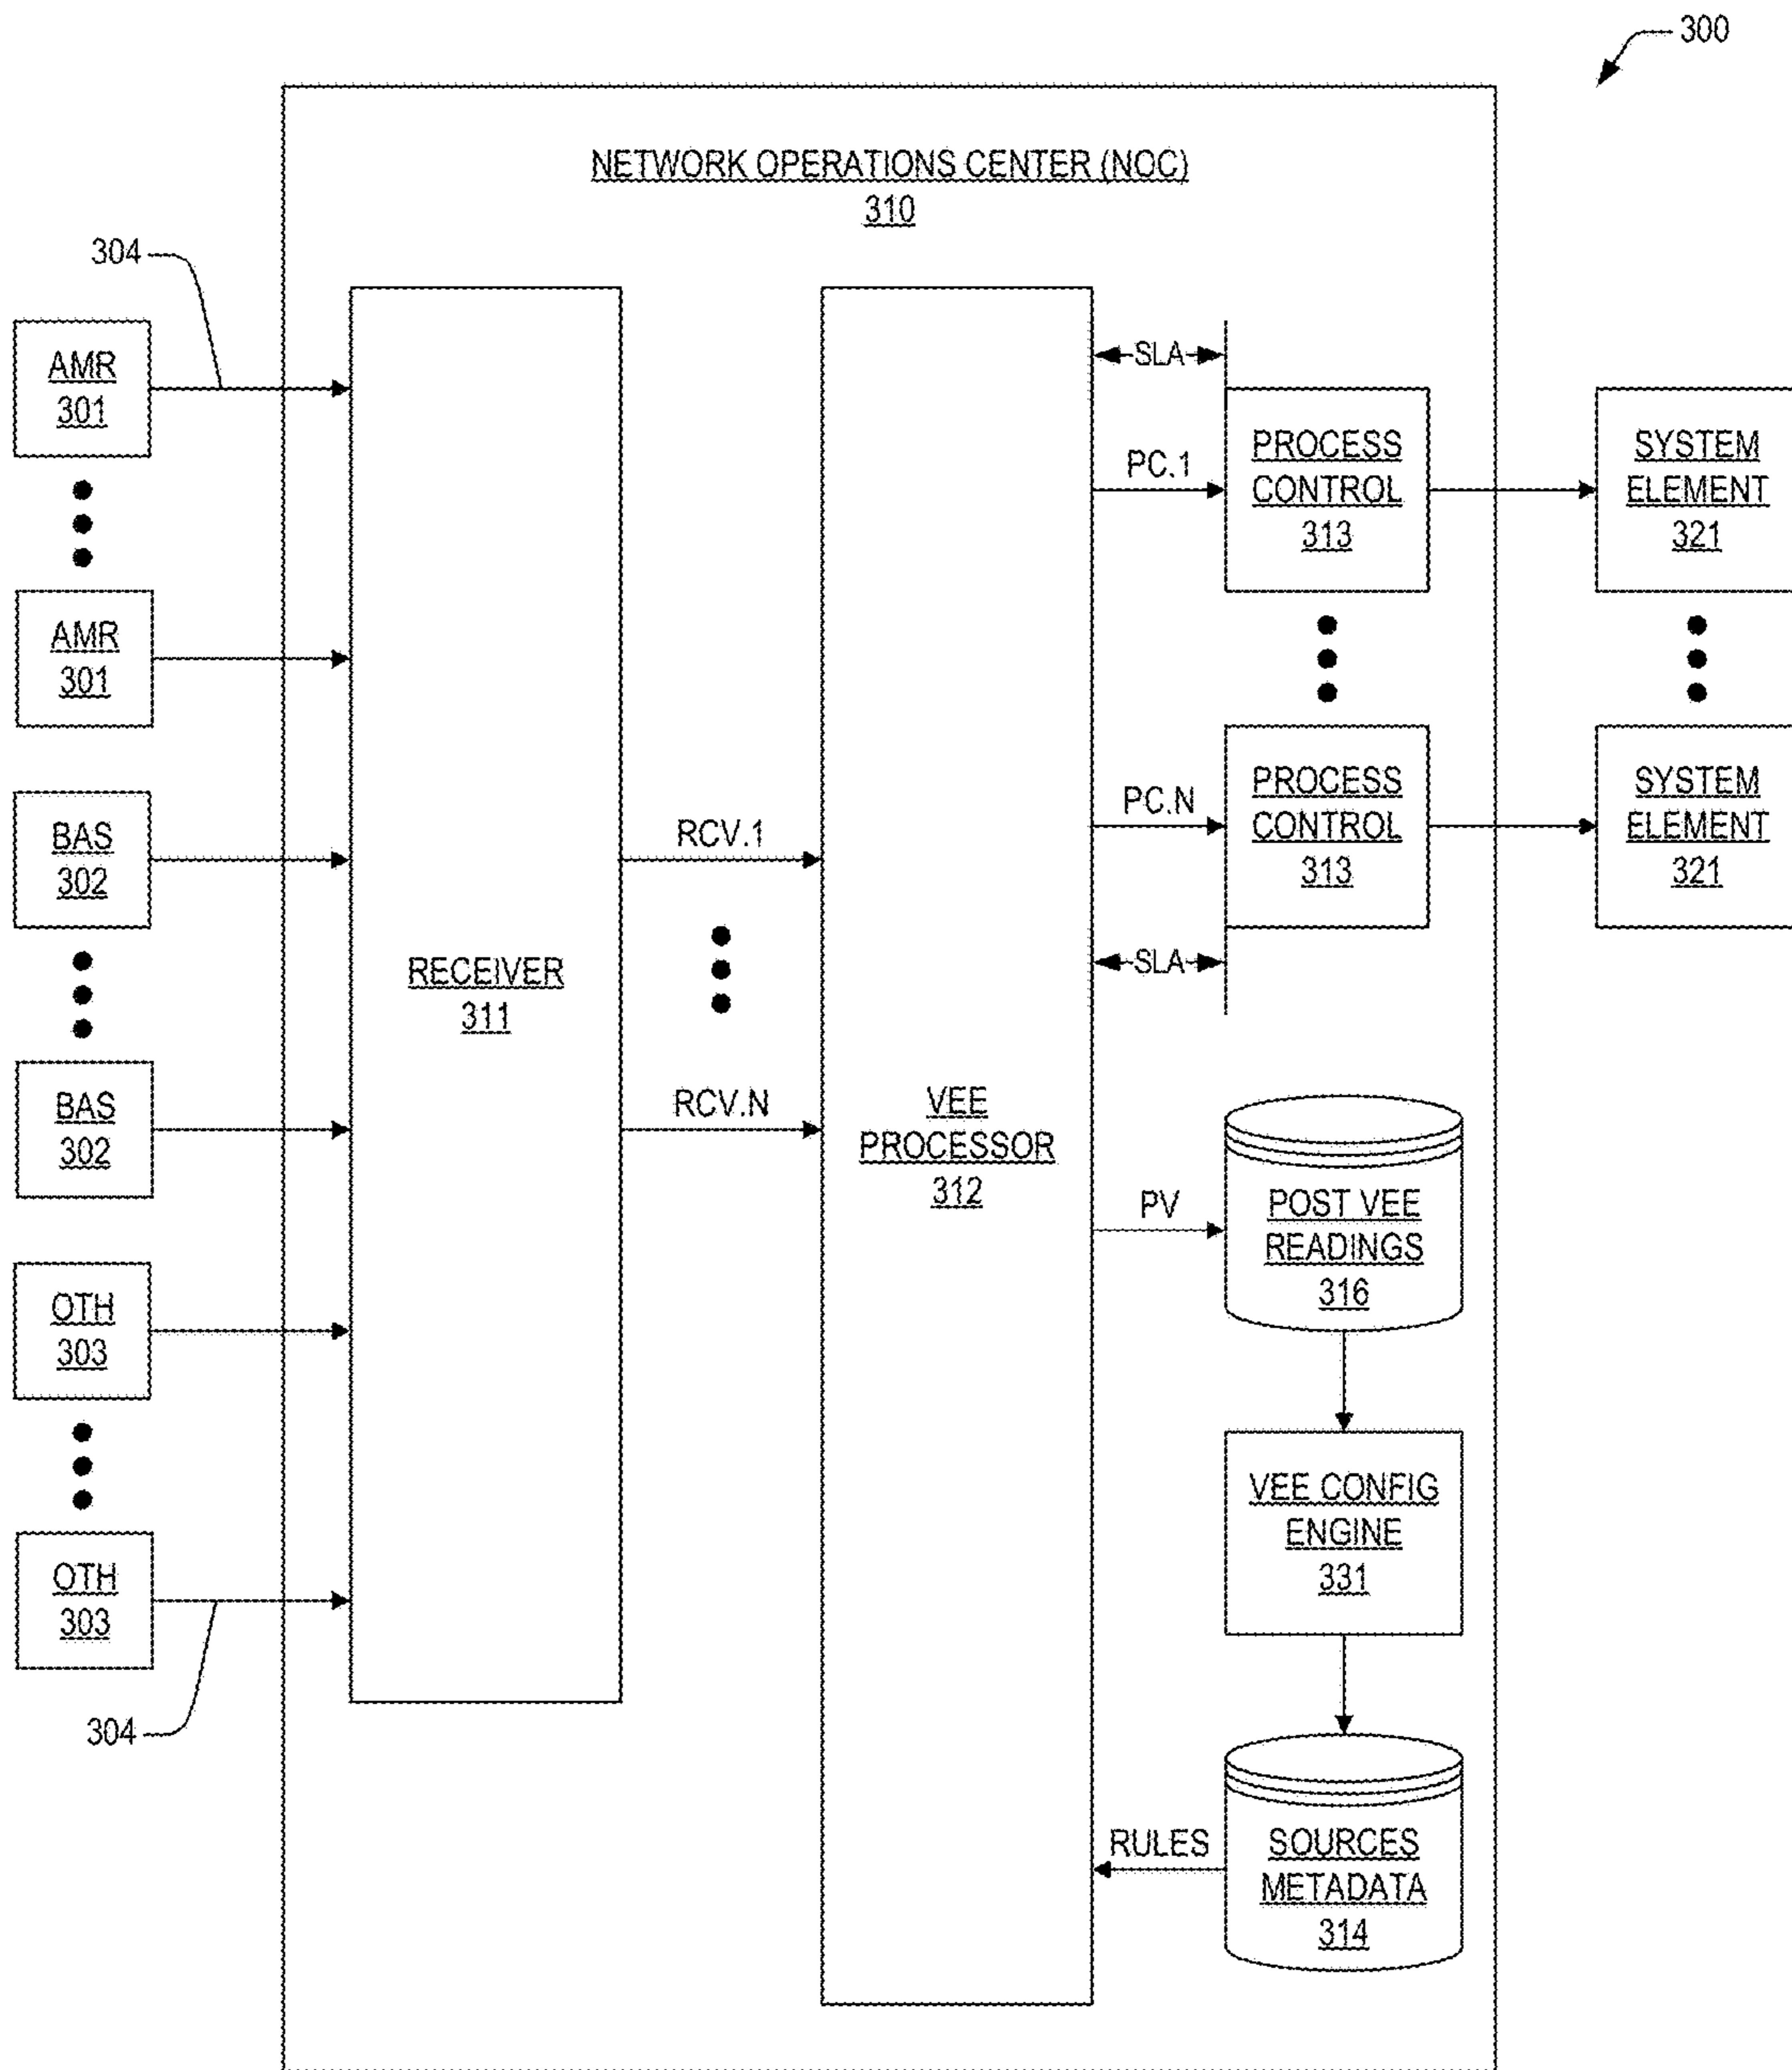 300
NETWORK OPERATIONS CENTER (NOC)
310
304
AMR
301
AMR
301
BAS
302
BAS
302
OTH
303
OTH
303
304
RECEIVER
311
RCV.1
RCV.N
VEE
PROCESSOR
312
SLA
PC.1
PROCESS
CONTROL
313
SYSTEM
ELEMENT
321
PC.N
PROCESS
CONTROL
313
SYSTEM
ELEMENT
321
SLA
PV
POST VEE
READINGS
316
VEE CONFIG
ENGINE
331
RULES
SOURCES
METADATA
314